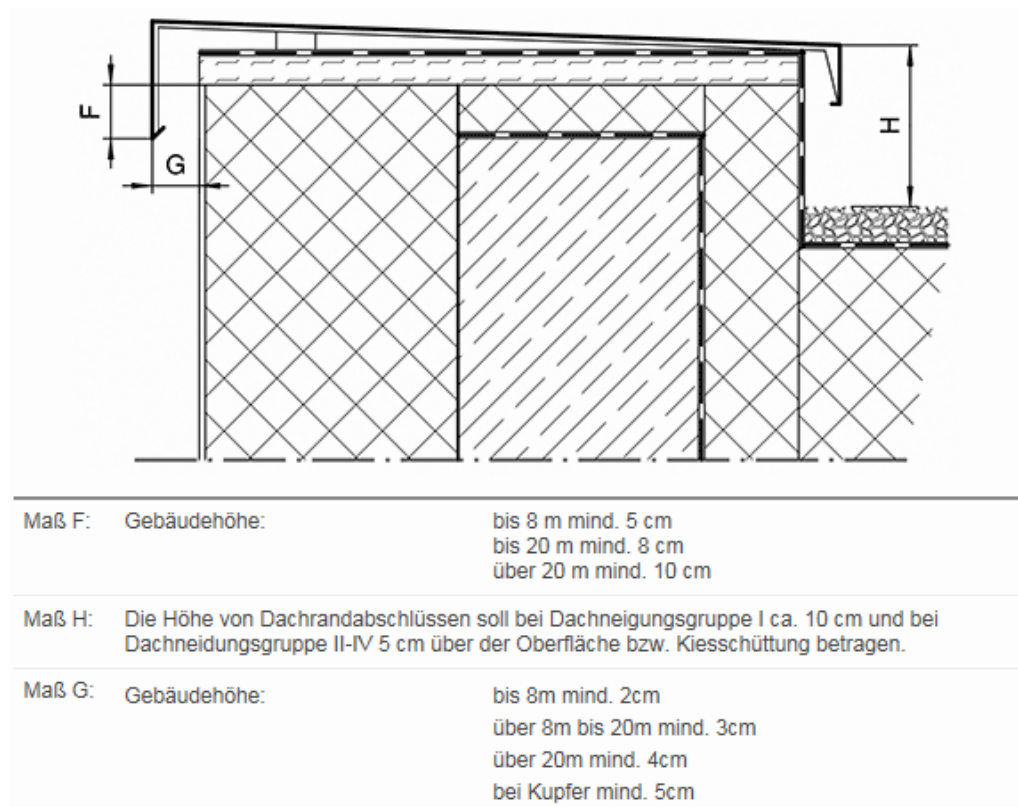 F
G
H
Maß F: Gebäudehöhe: bis 8 m mind. 5 cm
bis 20 m mind. 8 cm
über 20 m mind. 10 cm
Maß H: Die Höhe von Dachrandabschlüssen soll bei Dachneigungsgruppe I ca. 10 cm und bei
Dachneidungsgruppe II-IV 5 cm über der Oberfläche bzw. Kiesschüttung betragen.
Maß G: Gebäudehöhe: bis 8m mind. 2cm
über 8m bis 20m mind. 3cm
über 20m mind. 4cm
bei Kupfer mind. 5cm